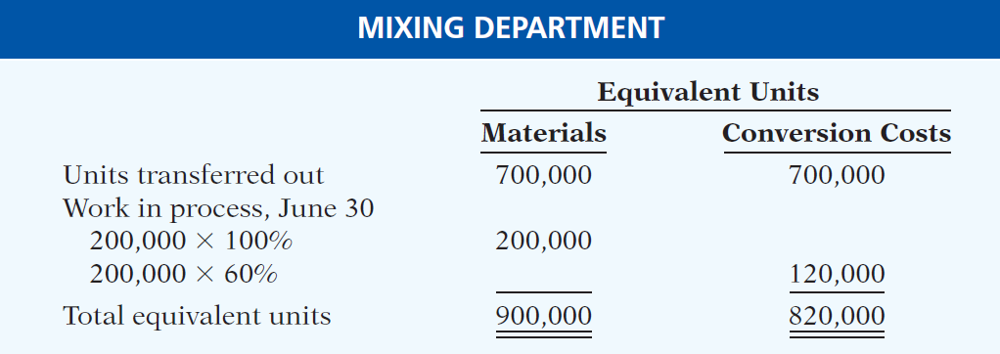 MIXING DEPARTMENT
Equivalent Units
Materials Conversion Costs
Units transferred out 700,000 700,000
Work in process, June 30
200,000 × 100% 200,000
200,000 × 60% 120,000
Total equivalent units 900,000 820,000